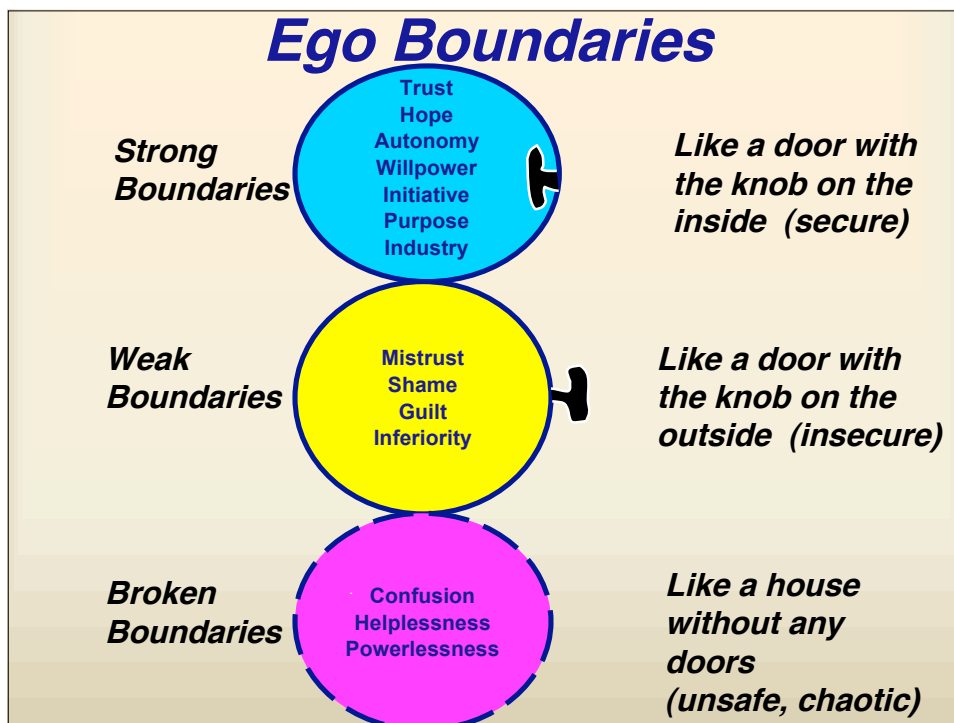 Ego Boundaries
Strong
Boundaries
Trust
Hope
Autonomy
Willpower
Initiative
Purpose
Industry
Like a door with
the knob on the
inside (secure)
Weak
Boundaries
Mistrust
Shame
Guilt
Inferiority
Like a door with
the knob on the
outside (insecure)
Broken
Boundaries
Confusion
Helplessness
Powerlessness
Like a house
without any
doors
(unsafe, chaotic)